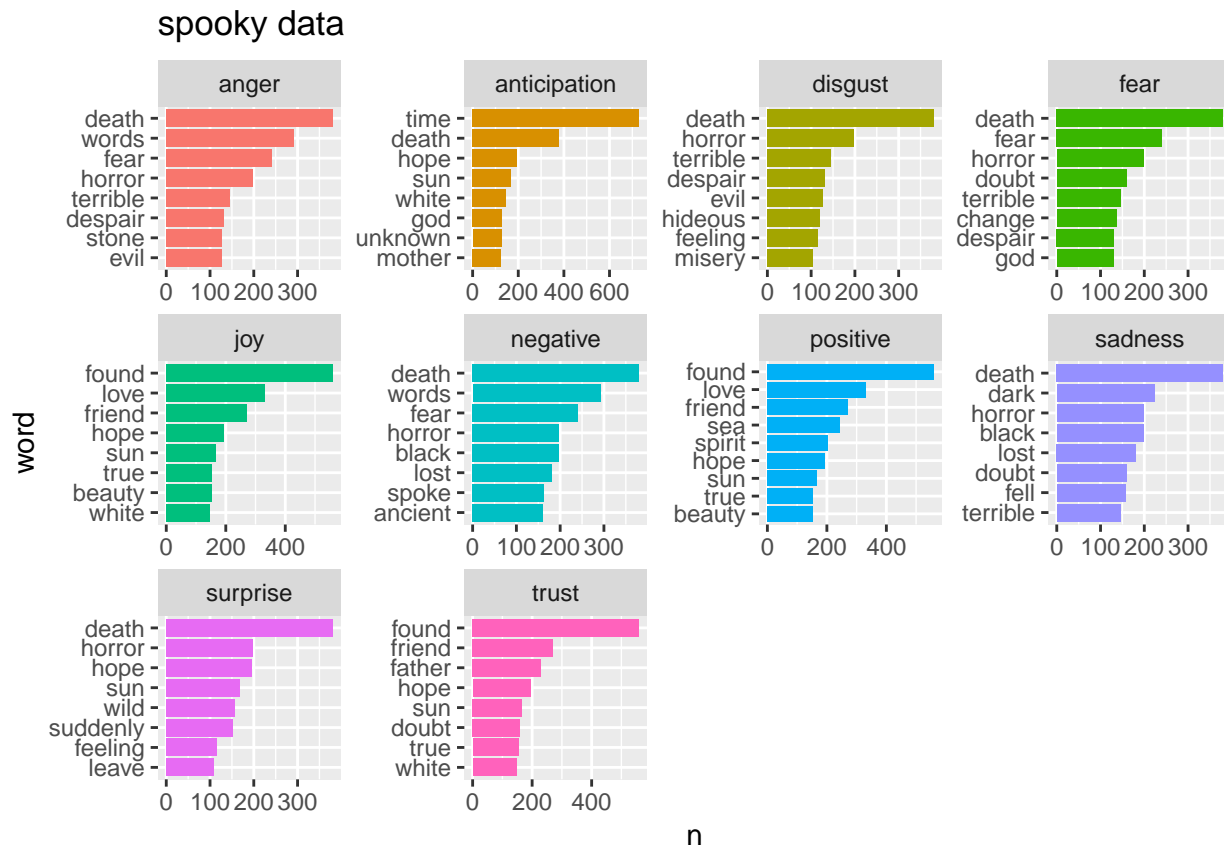 spooky data
anger
death
words
fear
horror
terrible
despair
stone
evil
0 100 200 300
anticipation
time
death
hope
sun
white
god
unknown
mother
0 200 400 600
disgust
death
horror
terrible
despair
evil
hideous
feeling
misery
0 100 200 300
fear
death
fear
horror
doubt
terrible
change
despair
god
0 100 200 300
joy
found
love
friend
hope
sun
true
beauty
white
0 200 400
negative
death
words
fear
horror
black
lost
spoke
ancient
0 100 200 300
positive
found
love
friend
sea
spirit
hope
sun
true
beauty
0 200 400
sadness
death
dark
horror
black
lost
doubt
fell
terrible
0 100 200 300
surprise
death
horror
hope
sun
wild
suddenly
feeling
leave
0 100 200 300
trust
found
friend
father
hope
sun
doubt
true
white
0 200 400
word
n